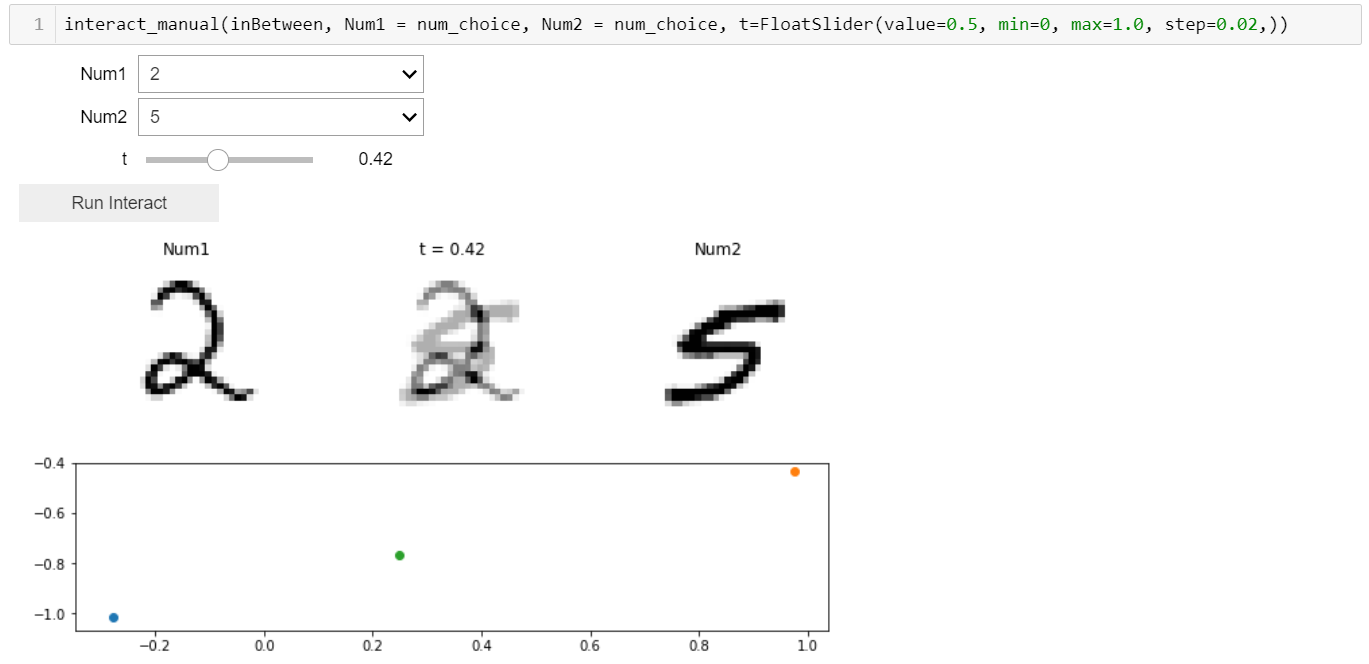 1 interact_manual(inBetween, Num1 = num_choice, Num2 = num_choice, t=FloatSlider(value=0.5, min=0, max=1.0, step=0.02,))
Num1 2
Num2 5
t 0.42
Run Interact
Num1 t = 0.42 Num2
2 5
−0.4
−0.6
−0.8
−1.0
−0.2 0.0 0.2 0.4 0.6 0.8 1.0